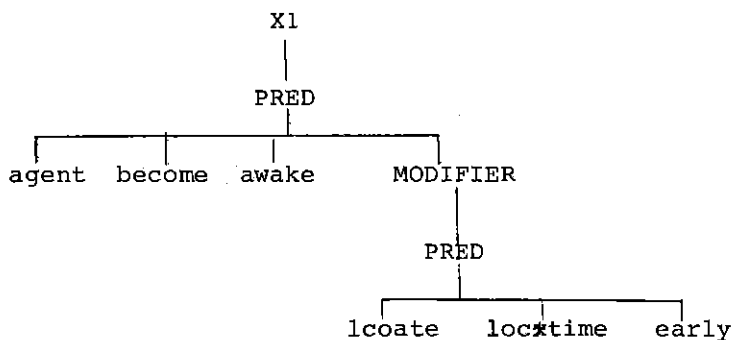 X1
PRED
agent become awake MODIFIER
PRED
lcoate loc*time early